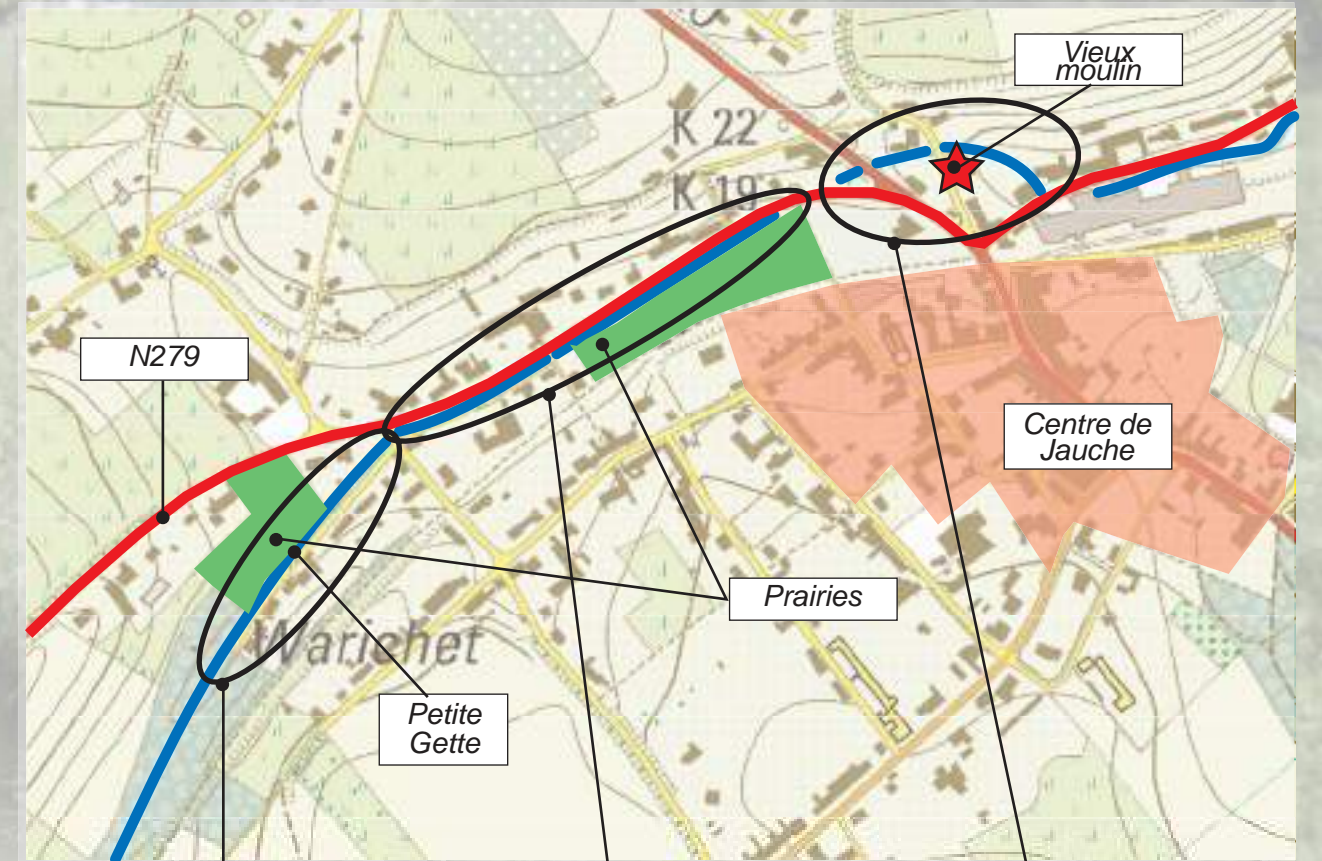 Vieux
moulin
K 22
K 19
N279
Centre de
Jauche
Prairies
Warichet
Petite
Gette